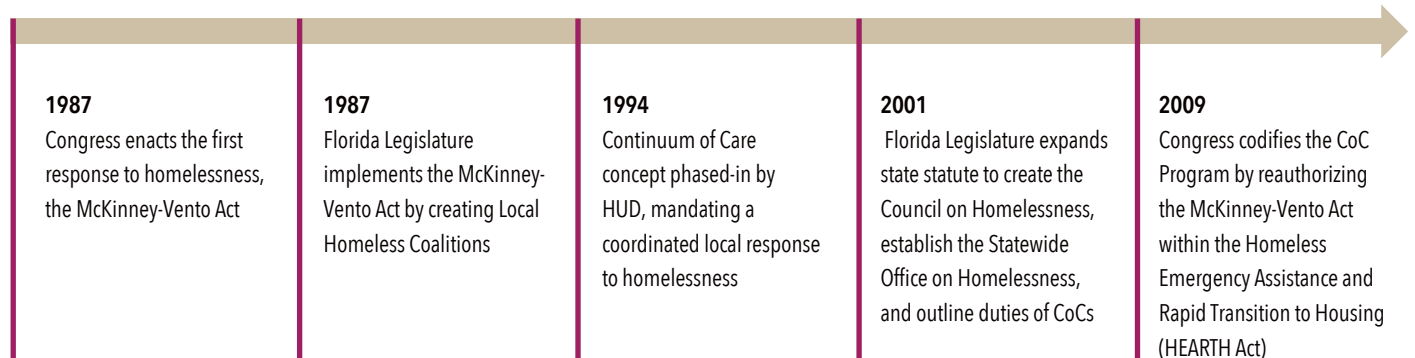 1987
Congress enacts the first
response to homelessness,
the McKinney-Vento Act
1987
Florida Legislature
implements the McKinney-
Vento Act by creating Local
Homeless Coalitions
1994
Continuum of Care
concept phased-in by
HUD, mandating a
coordinated local response
to homelessness
2001
Florida Legislature expands
state statute to create the
Council on Homelessness,
establish the Statewide
Office on Homelessness,
and outline duties of CoCs
2009
Congress codifies the CoC
Program by reauthorizing
the McKinney-Vento Act
within the Homeless
Emergency Assistance and
Rapid Transition to Housing
(HEARTH Act)